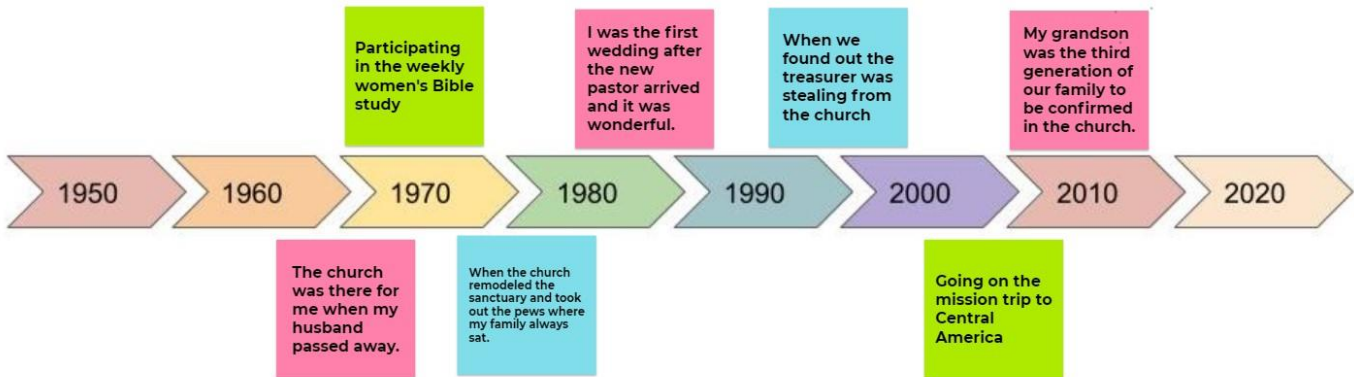 Participating
in the weekly
women's Bible
study
I was the first
wedding after
the new
pastor arrived
and it was
wonderful.
When we
found out the
treasurer was
stealing from
the church
My grandson
was the third
generation of
our family to
be confirmed
in the church.
1950
1960
1970
1980
1990
2000
2010
2020
The church
was there for
me when my
husband
passed away.
When the church
remodeled the
sanctuary and took
out the pews where
my family always
sat.
Going on the
mission trip to
Central
America